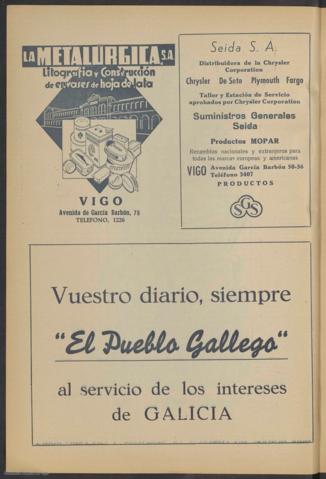 LA METALURGICA, S.A.
Litografia y Construcción
de envases de hoja de lata
VIGO
Avenida de García Barbón, 78
TELEFONO, 1226
Seida S. A.
Distribuidora de la Chrysler
Corporation
Chrysler De Soto Plymouth Fargo
Taller y Estación de Servicio
aprobados por Chrysler Corporation
Suministros Generales
Seida
Productos MOPAR
Recambios nacionales y extranjeros para
todas las marcas europeas y americanas
VIGO Avenida García Barbón 50-56
Teléfono 3407
PRODUCTOS
SGS
Vuestro diario, siempre
"El Pueblo Gallego"
al servicio de los intereses
de GALICIA